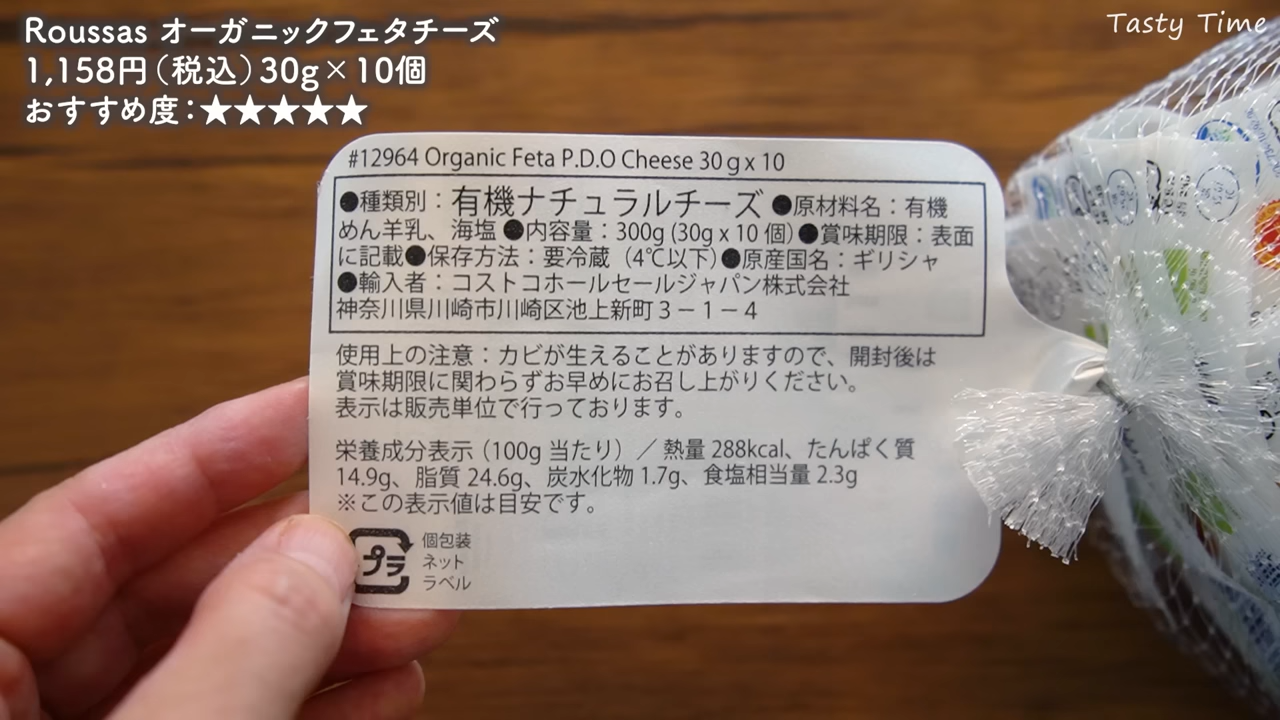 Roussas オーガニックフェタチーズ
1,158円(税込)30g×10個
おすすめ度:★★★★★
Tasty Time
#12964 Organic Feta P.D.O Cheese 30 g x 10
●種類別:有機ナチュラルチーズ ●原材料名:有機
めん羊乳、海塩 ●内容量:300g (30g x 10 個) ●賞味期限:表面
に記載●保存方法:要冷蔵(4℃以下)●原産国名:ギリシャ
●輸入者:コストコホールセールジャパン株式会社
神奈川県川崎市川崎区池上新町 3 − 1 − 4
使用上の注意:カビが生えることがありますので、開封後は
賞味期限に関わらずお早めにお召し上がりください。
表示は販売単位で行っております。
栄養成分表示(100g 当たり)/ 熱量 288kcal、たんぱく質
14.9g、脂質 24.6g、炭水化物 1.7g、食塩相当量 2.3g
※この表示値は目安です。
プラ
個包装
ネット
ラベル